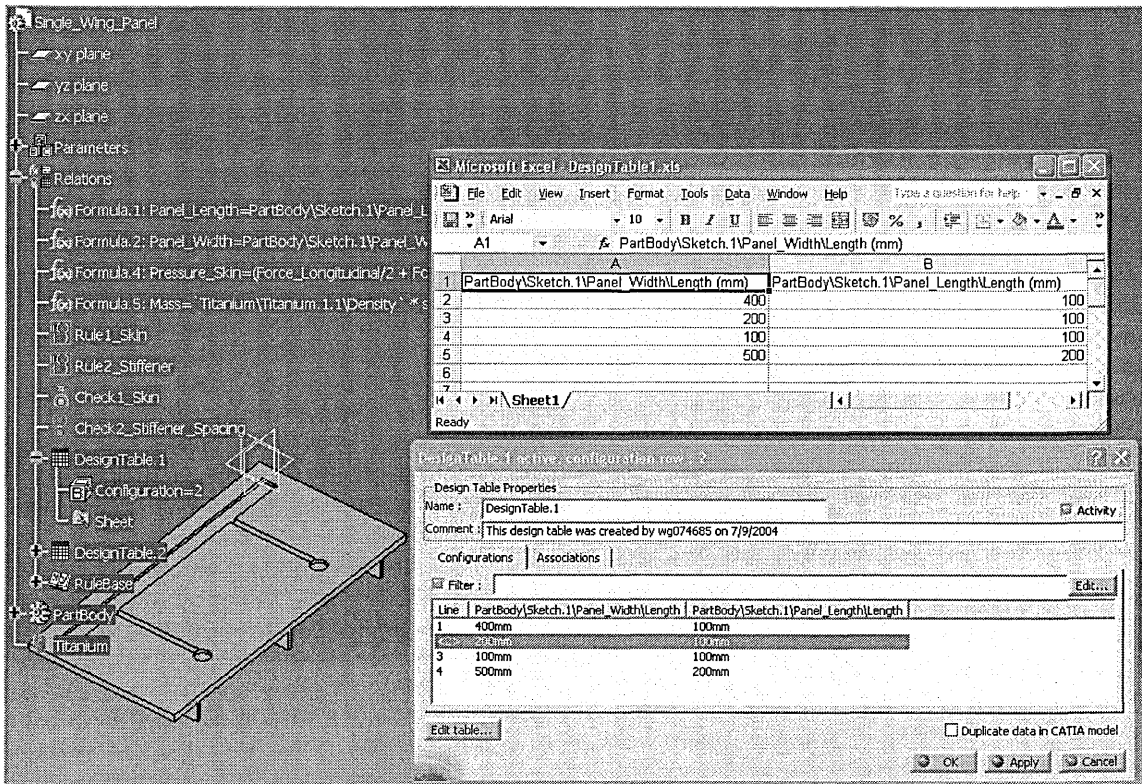 Single_Wing_Panel
xy plane
yz plane
zx plane
Parameters
Relations
Formula.1: Panel_Length=PartBody\Sketch.1\Panel_L
Formula.2: Panel_Width=PartBody\Sketch.1\Panel_W
Formula.4: Pressure_Skin=(Force_Longitudinal/2 + Fo
Formula.5: Mass=`Titanium\Titanium.1.1\Density` * s
Rule1_Skin
Rule2_Stiffener
Check1_Skin
Check2_Stiffener_Spacing
DesignTable.1
Configuration=2
Sheet
DesignTable.2
RuleBase
PartBody
Titanium
Microsoft Excel - DesignTable1.xls
File Edit View Insert Format Tools Data Window Help Type a question for help
Arial 10 B I U %
A1 fx PartBody\Sketch.1\Panel_Width\Length (mm)
A B
1 PartBody\Sketch.1\Panel_Width\Length (mm) PartBody\Sketch.1\Panel_Length\Length (mm)
2 400 100
3 200 100
4 100 100
5 500 200
6
7
Sheet1
Ready
DesignTable.1 active, configuration row : 2
Design Table Properties
Name : DesignTable.1 Activity
Comment : This design table was created by wg074685 on 7/9/2004
Configurations Associations
Filter : Edit...
Line PartBody\Sketch.1\Panel_Width\Length PartBody\Sketch.1\Panel_Length\Length
1 400mm 100mm
<2> 200mm 100mm
3 100mm 100mm
4 500mm 200mm
Edit table... Duplicate data in CATIA model
OK Apply Cancel